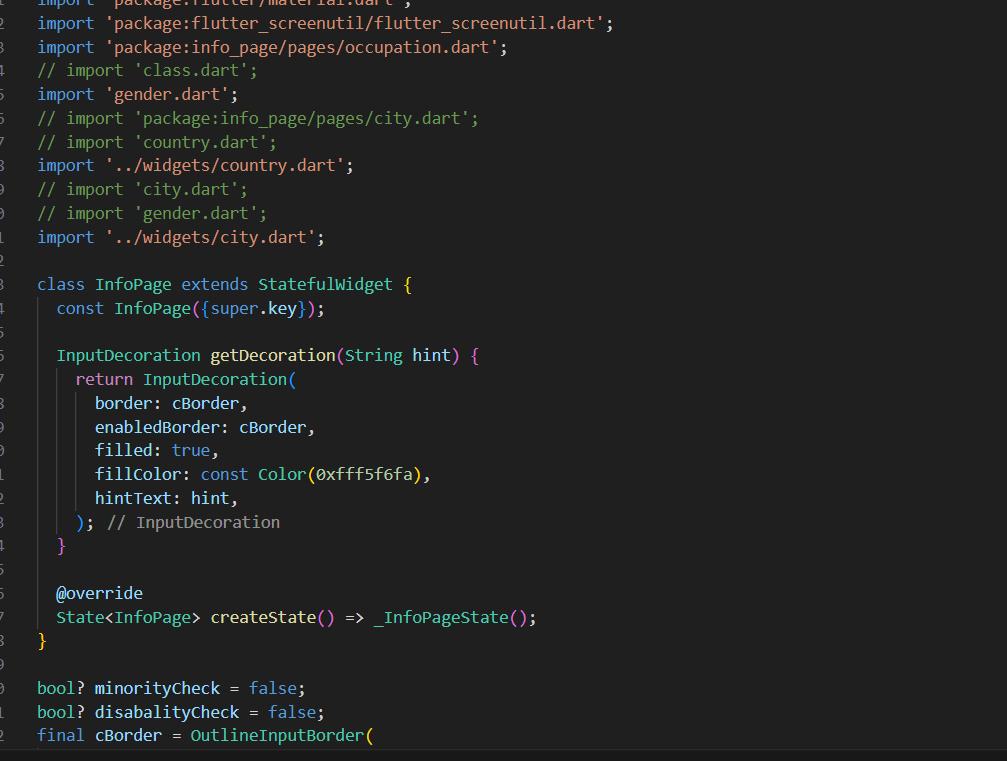 import 'package:flutter/material.dart';
import 'package:flutter_screenutil/flutter_screenutil.dart';
import 'package:info_page/pages/occupation.dart';
// import 'class.dart';
import 'gender.dart';
// import 'package:info_page/pages/city.dart';
// import 'country.dart';
import '../widgets/country.dart';
// import 'city.dart';
// import 'gender.dart';
import '../widgets/city.dart';
class InfoPage extends StatefulWidget {
const InfoPage({super.key});
InputDecoration getDecoration(String hint) {
return InputDecoration(
border: cBorder,
enabledBorder: cBorder,
filled: true,
fillColor: const Color(0xfff5f6fa),
hintText: hint,
); // InputDecoration
}
@override
State<InfoPage> createState() => _InfoPageState();
}
bool? minorityCheck = false;
bool? disabalityCheck = false;
final cBorder = OutlineInputBorder(